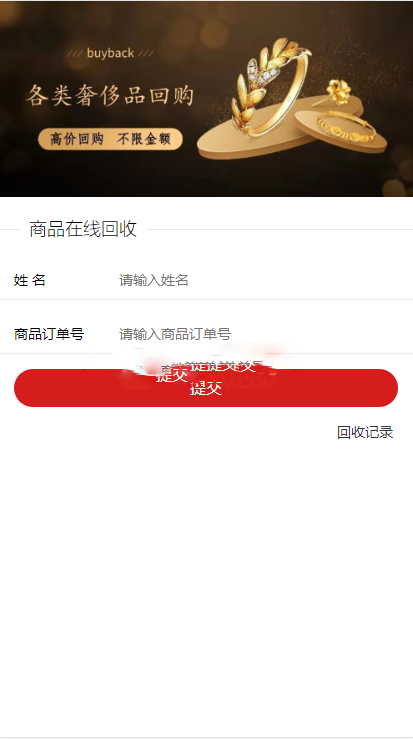 /// buyback ///
各类奢侈品回购
高价回购 不限金额
商品在线回收
姓 名 请输入姓名
商品订单号 请输入商品订单号
提交
回收记录